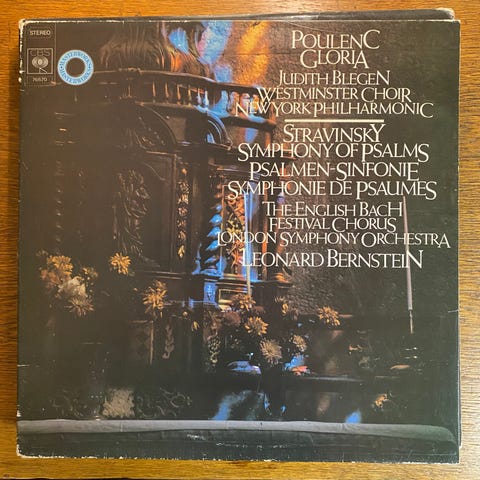 STEREO
CBS
76670
POULENC
GLORIA
JUDITH BLEGEN
WESTMINSTER CHOIR
NEW YORK PHILHARMONIC
STRAVINSKY
SYMPHONY OF PSALMS
PSALMEN-SINFONIE
SYMPHONIE DE PSAUMES
THE ENGLISH BACH
FESTIVAL CHORUS
LONDON SYMPHONY ORCHESTRA
LEONARD BERNSTEIN